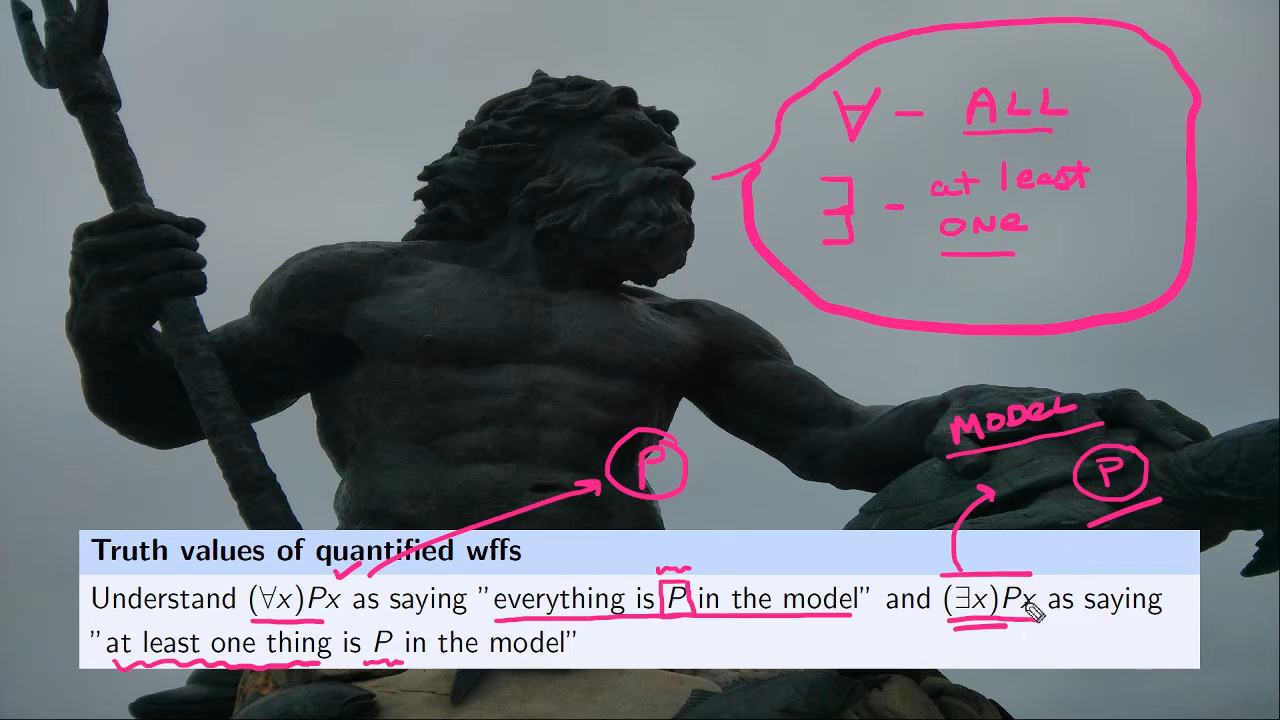 ∀ - ALL
∃ - at least
ONE
MODEL
P
P
Truth values of quantified wffs
Understand (∀x)Px as saying "everything is P in the model" and (∃x)Px as saying
"at least one thing is P in the model"